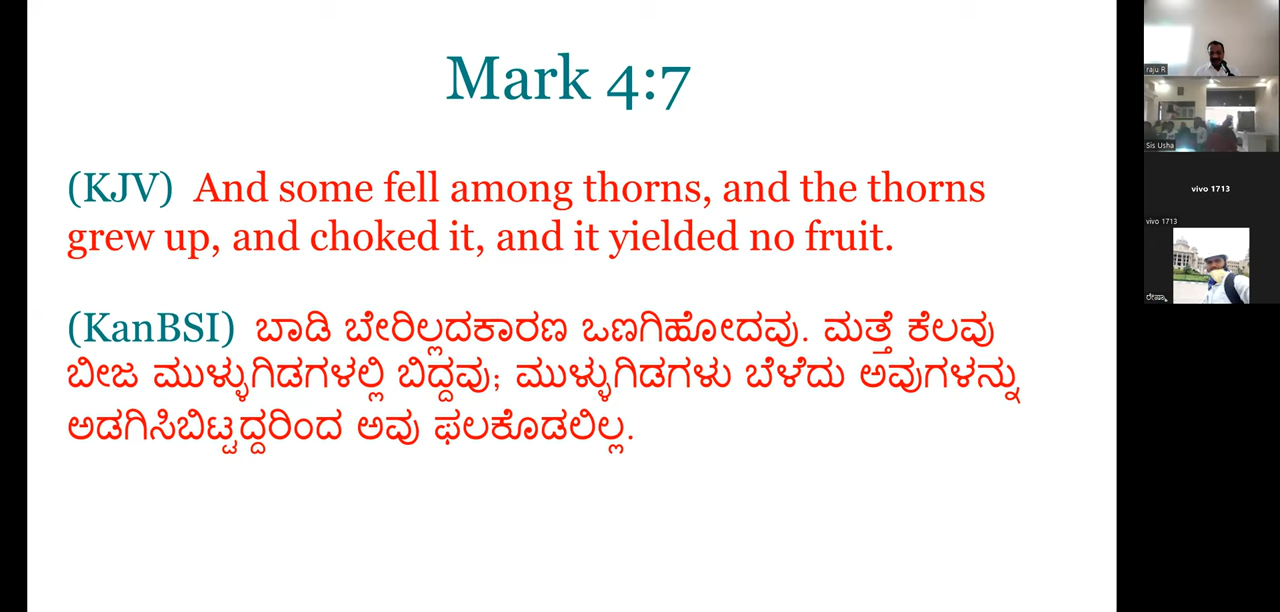 Mark 4:7
(KJV) And some fell among thorns, and the thorns
grew up, and choked it, and it yielded no fruit.
(KanBSI) ಬಾಡಿ ಬೇರಿಲ್ಲದಕಾರಣ ಒಣಗಿಹೋದವು. ಮತ್ತೆ ಕೆಲವು
ಬೀಜ ಮುಳ್ಳುಗಿಡಗಳಲ್ಲಿ ಬಿದ್ದವು; ಮುಳ್ಳುಗಿಡಗಳು ಬೆಳೆದು ಅವುಗಳನ್ನು
ಅಡಗಿಸಿಬಿಟ್ಟದ್ದರಿಂದ ಅವು ಫಲಕೊಡಲಿಲ್ಲ.
raju R
Sis Usha
vivo 1713
vivo 1713